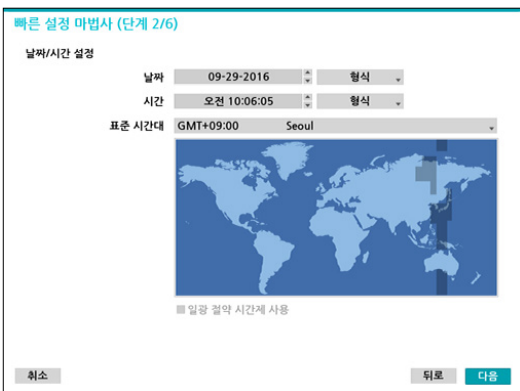 빠른 설정 마법사 (단계 2/6)
날짜/시간 설정
날짜 09-29-2016 형식
시간 오전 10:06:05 형식
표준 시간대 GMT+09:00 Seoul
일광 절약 시간제 사용
취소 뒤로 다음